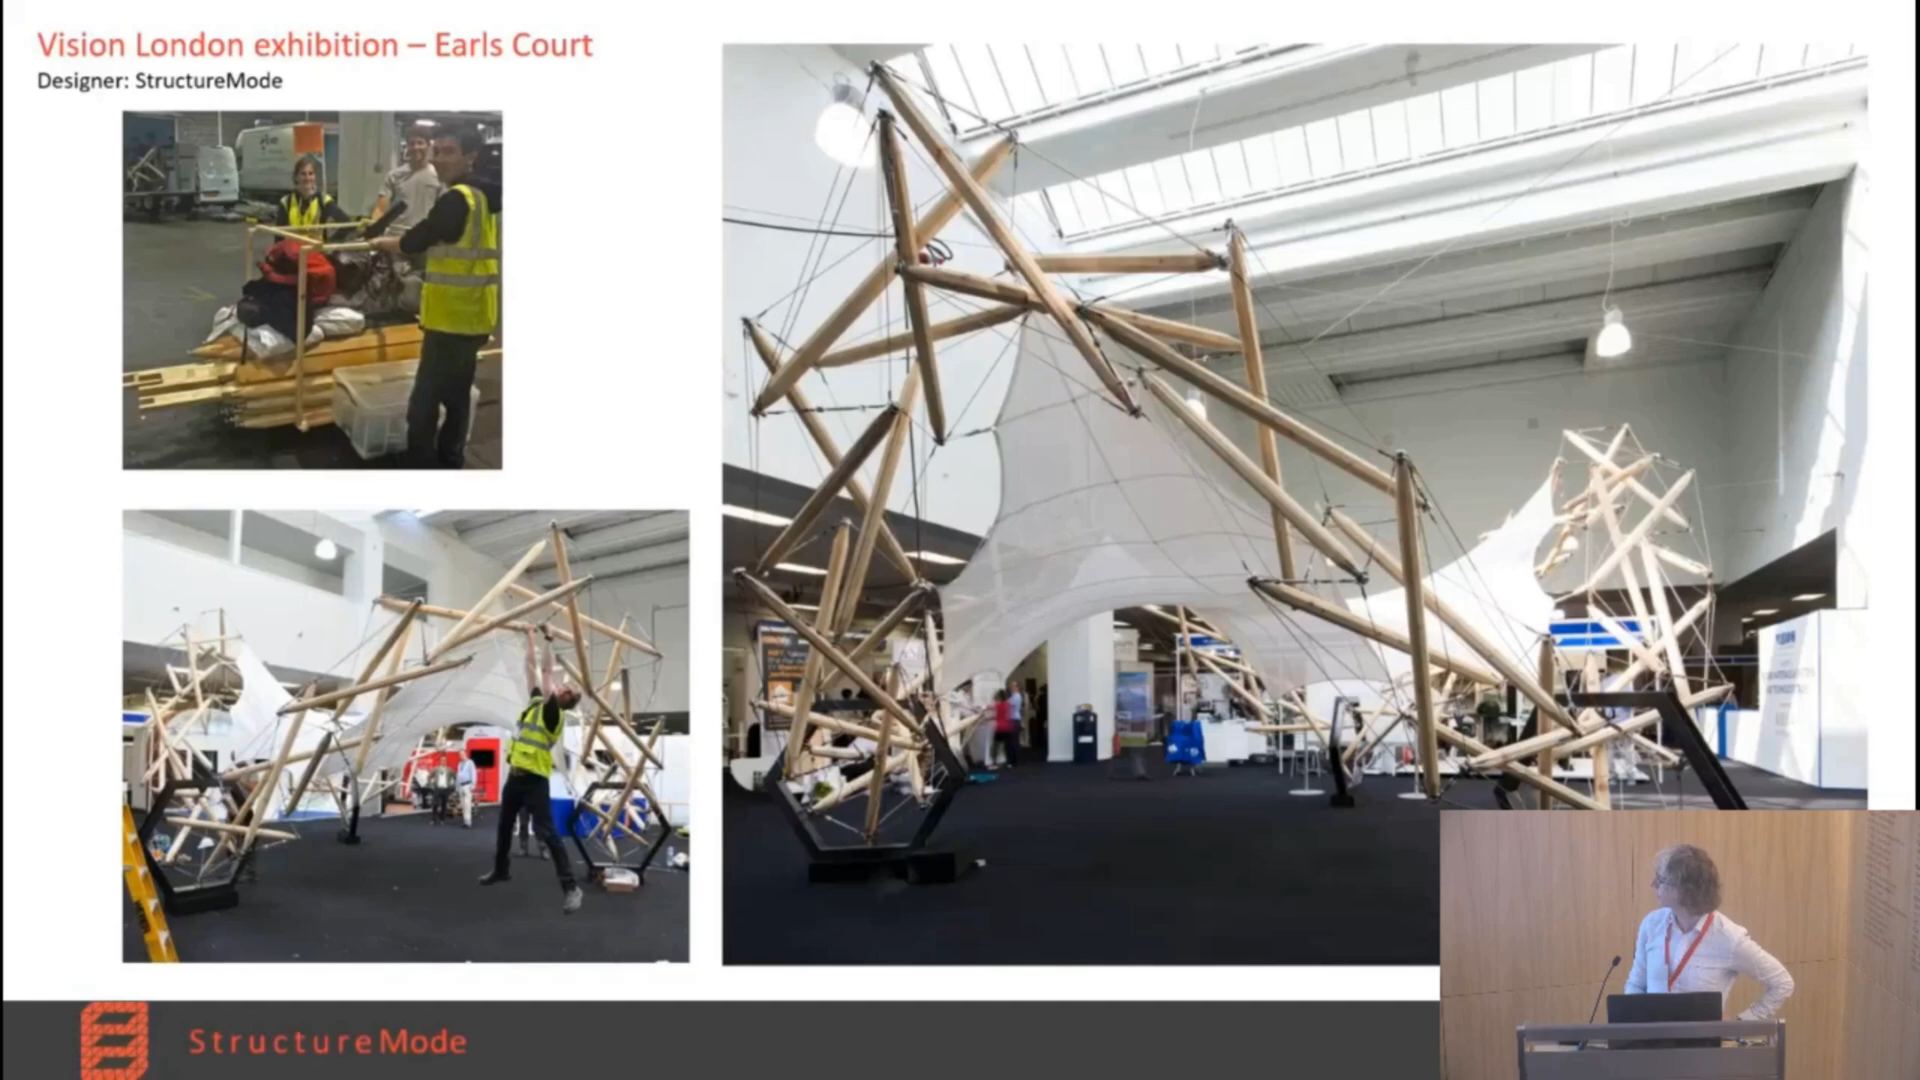 Vision London exhibition – Earls Court
Designer: StructureMode
StructureMode